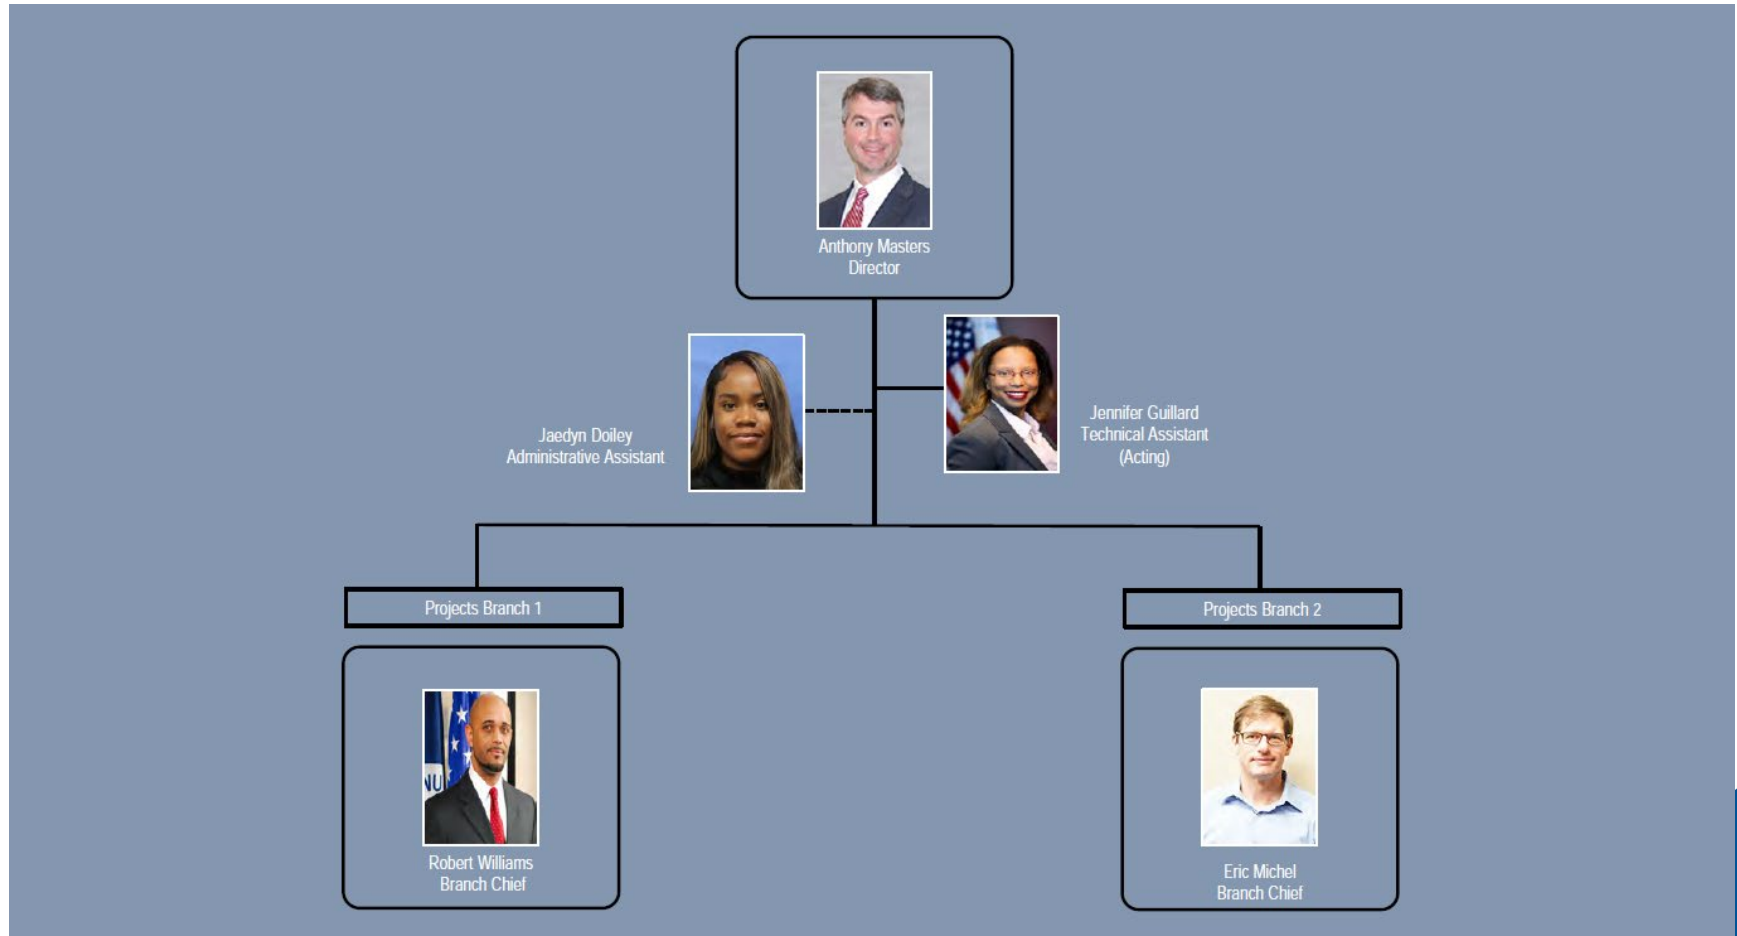 Anthony Masters
Director
Jaedyn Doiley
Administrative Assistant
Jennifer Guillard
Technical Assistant
(Acting)
Projects Branch 1
Projects Branch 2
NU
Robert Williams
Branch Chief
Eric Michel
Branch Chief